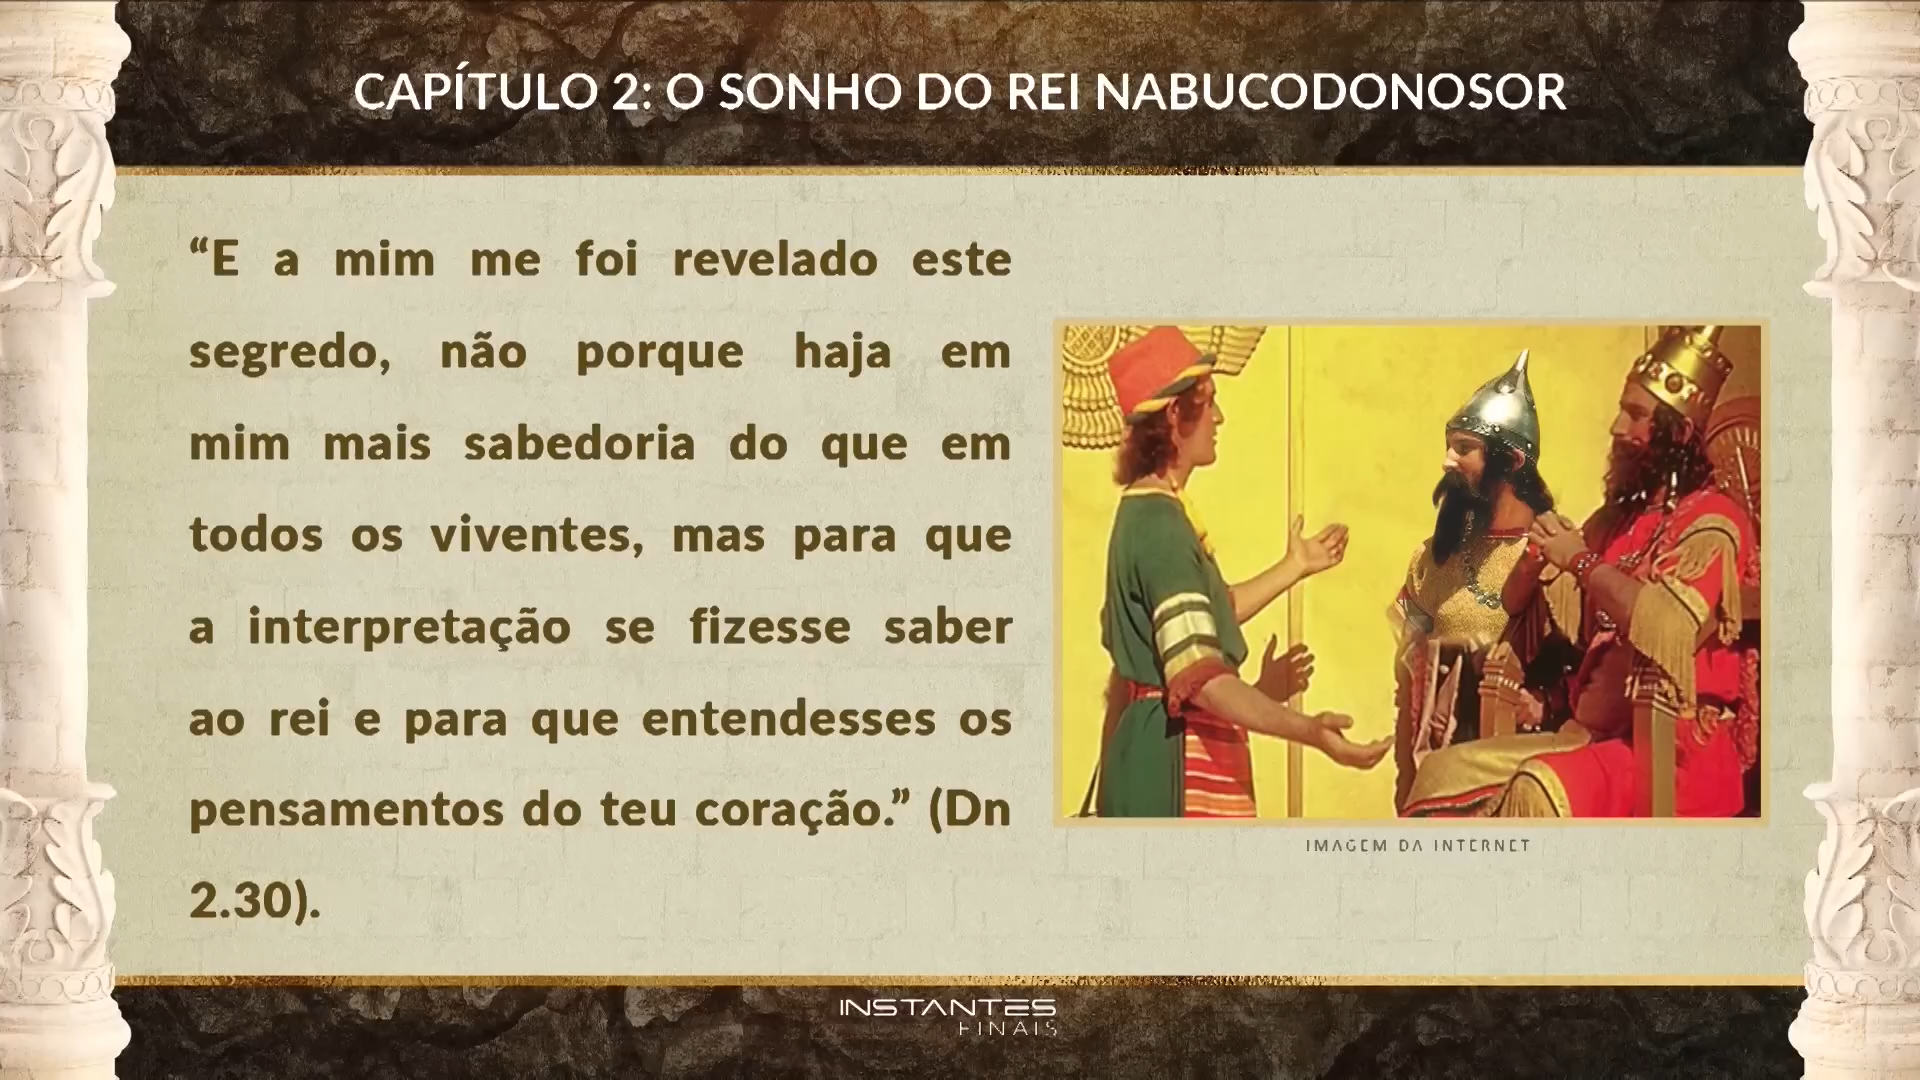 CAPÍTULO 2: O SONHO DO REI NABUCODONOSOR
“E a mim me foi revelado este
segredo, não porque haja em
mim mais sabedoria do que em
todos os viventes, mas para que
a interpretação se fizesse saber
ao rei e para que entendesses os
pensamentos do teu coração.” (Dn
2.30).
IMAGEM DA INTERNET
INSTANTES
FINAIS